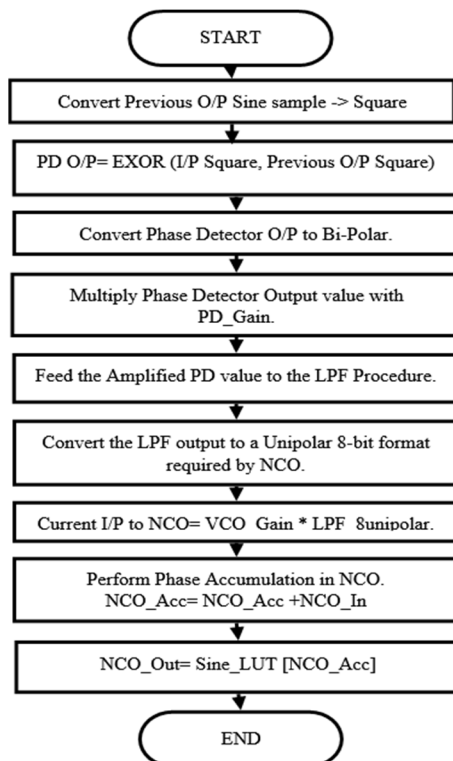 START
Convert Previous O/P Sine sample -> Square
PD O/P= EXOR (I/P Square, Previous O/P Square)
Convert Phase Detector O/P to Bi-Polar.
Multiply Phase Detector Output value with
PD_Gain.
Feed the Amplified PD value to the LPF Procedure.
Convert the LPF output to a Unipolar 8-bit format
required by NCO.
Current I/P to NCO= VCO_Gain * LPF_8unipolar.
Perform Phase Accumulation in NCO.
NCO_Acc= NCO_Acc +NCO_In
NCO_Out= Sine_LUT [NCO_Acc]
END